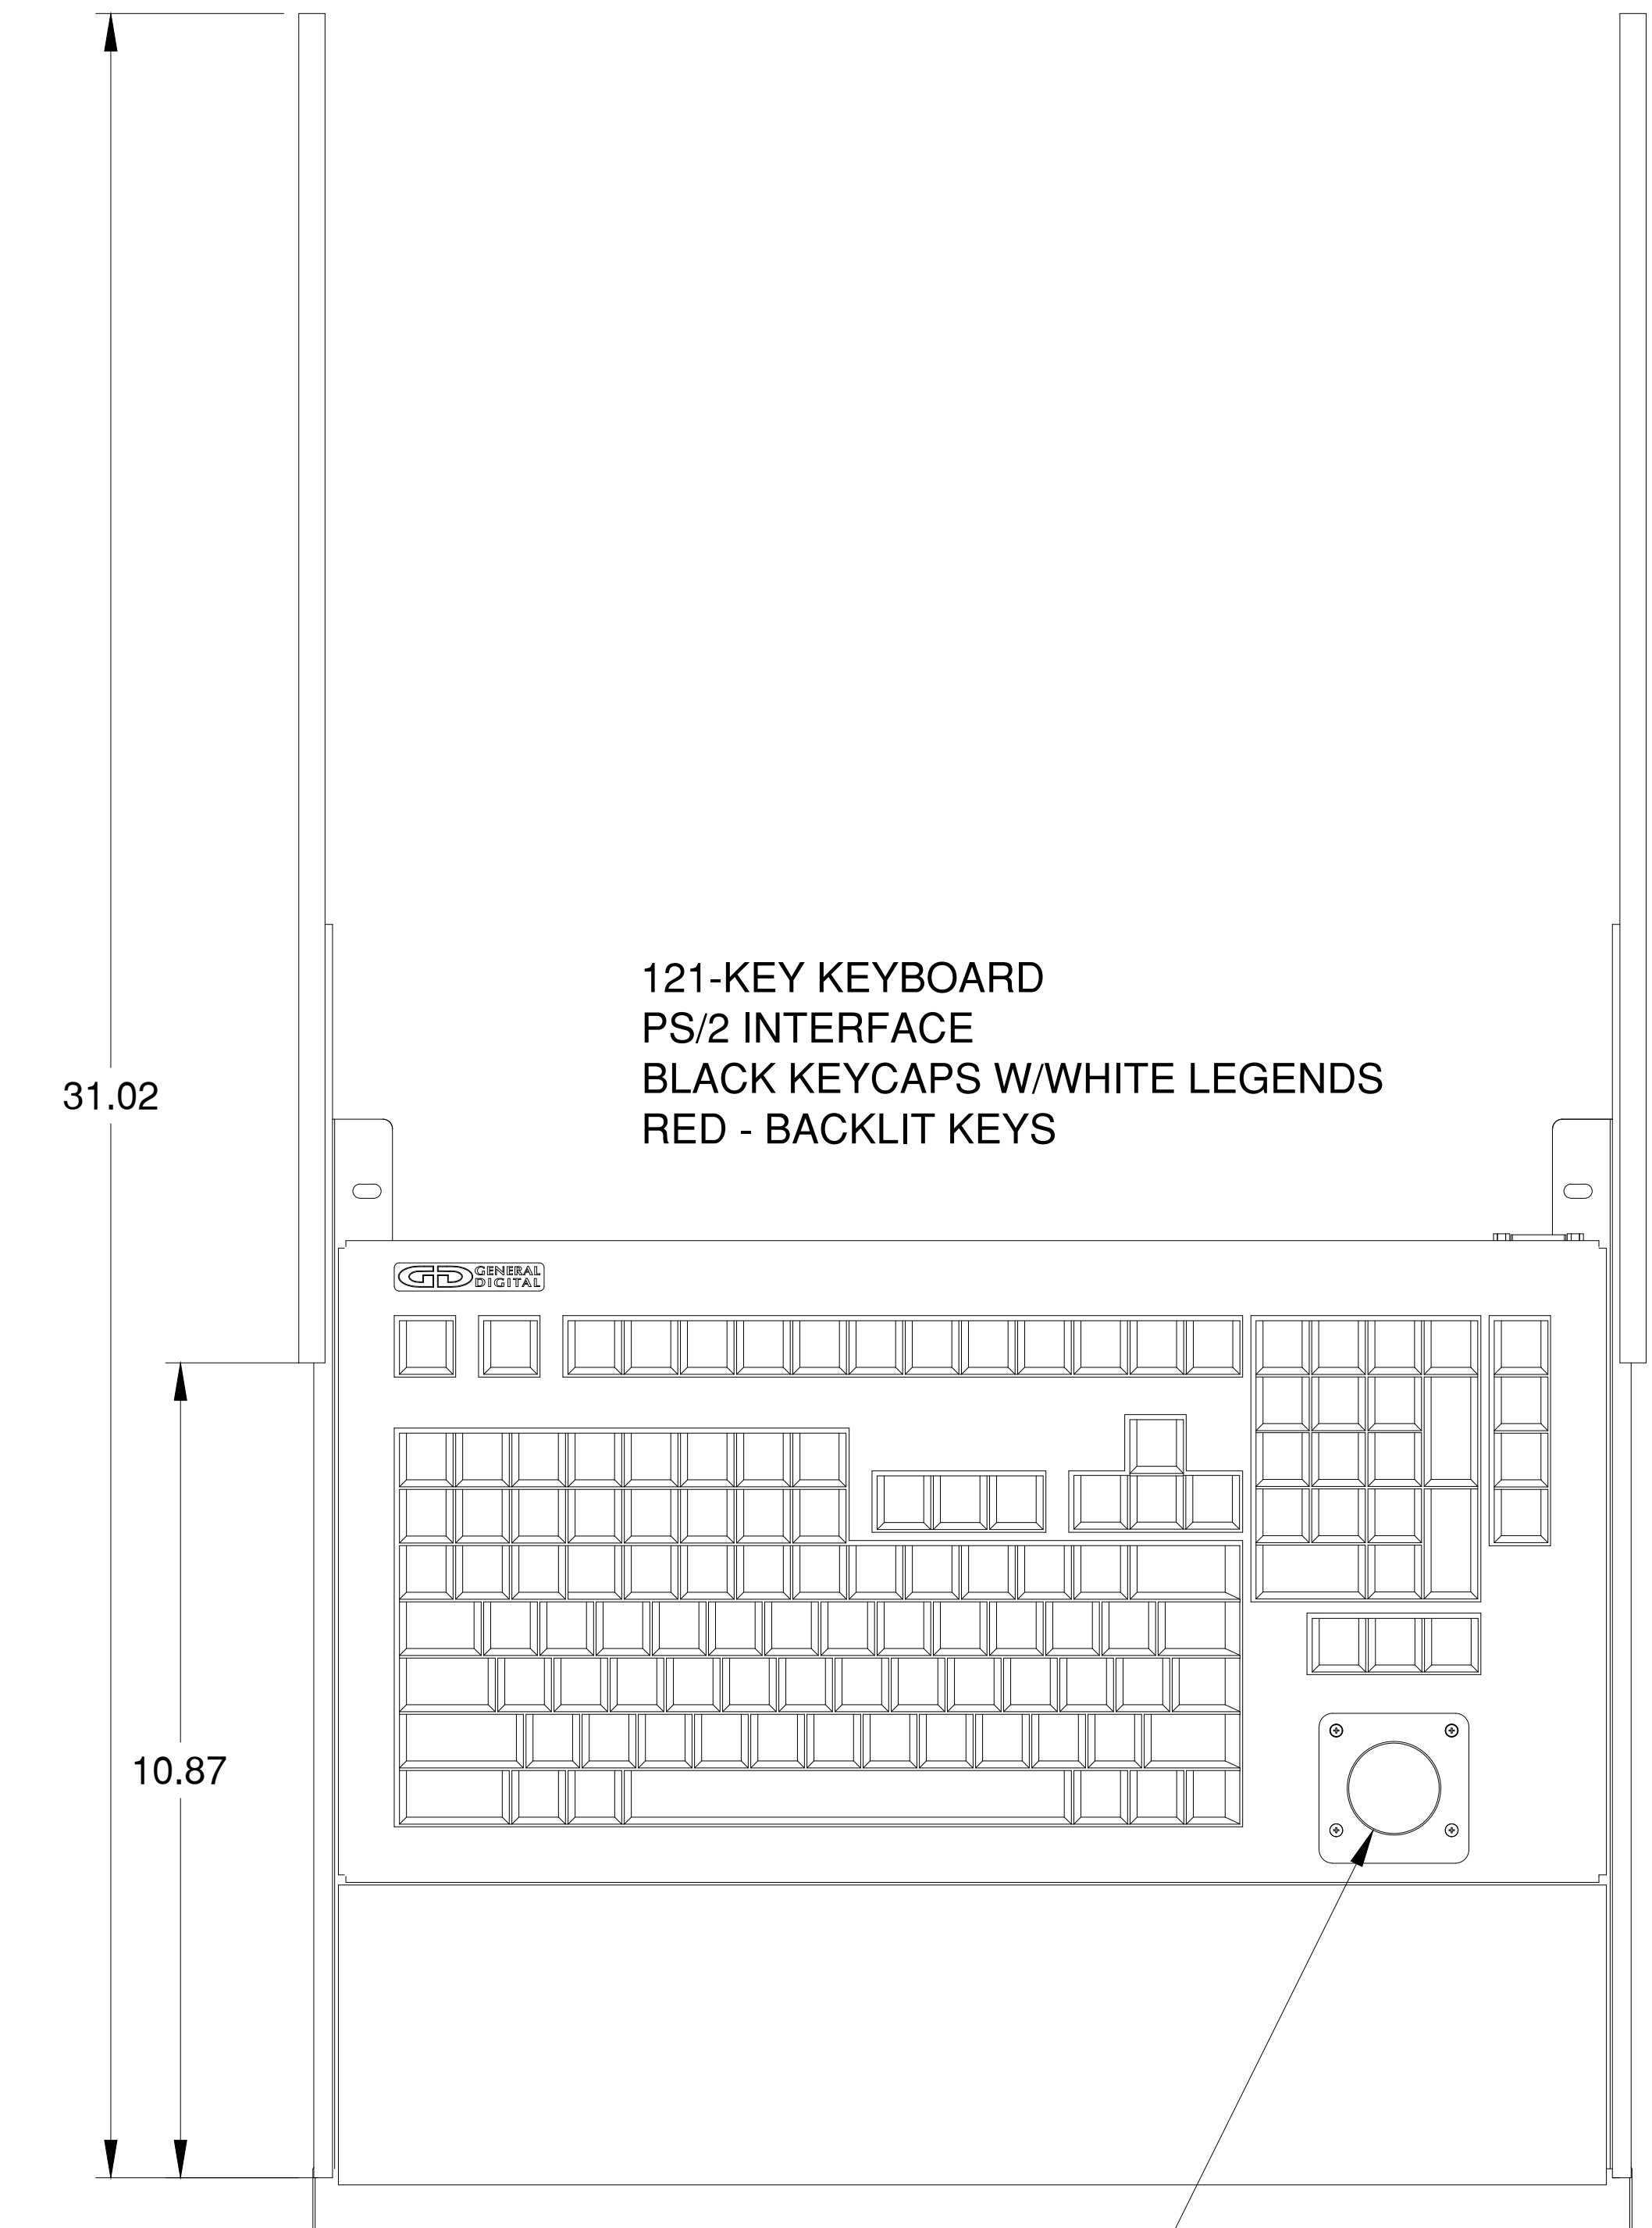 121-KEY KEYBOARD
PS/2 INTERFACE
BLACK KEYCAPS W/WHITE LEGENDS
RED - BACKLIT KEYS
31.02
GD GENERAL
DIGITAL
10.87